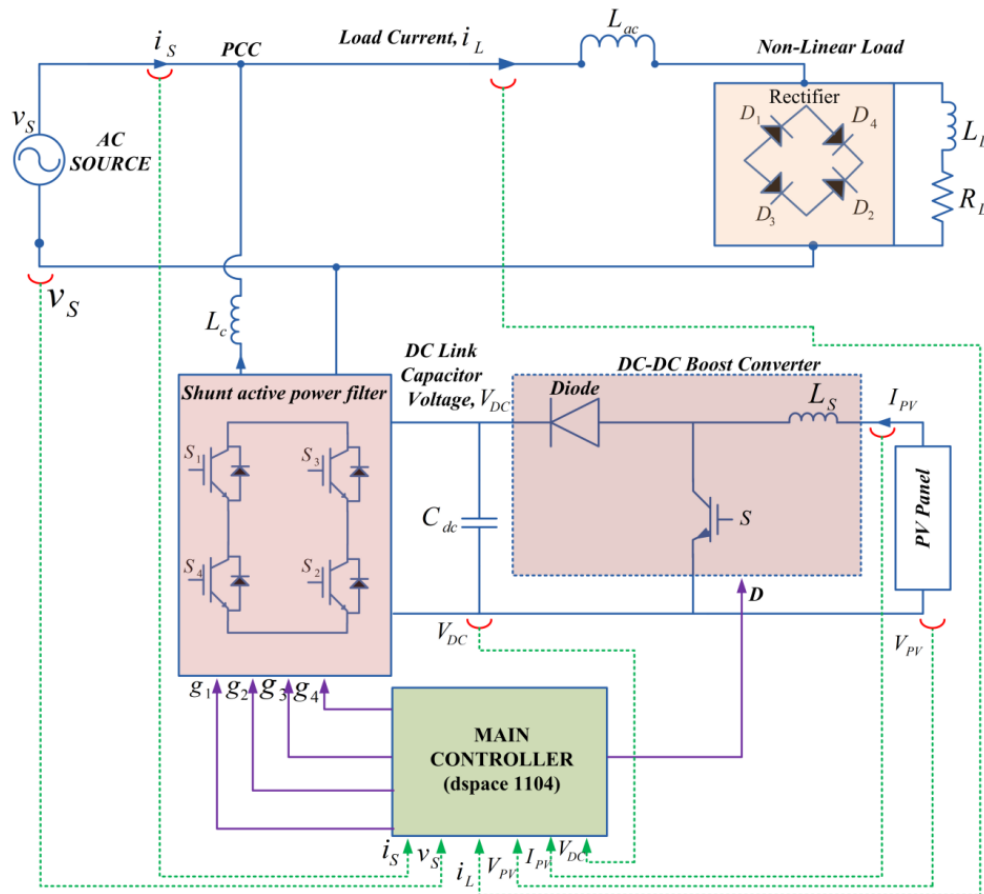 i_S
PCC
Load Current, i_L
L_ac
Non-Linear Load
v_S
AC
SOURCE
Rectifier
D_1
D_4
D_3
D_2
L_L
R_L
v_S
L_c
DC Link
Capacitor
Voltage, V_DC
DC-DC Boost Converter
Shunt active power filter
Diode
L_S
I_PV
S_1
S_3
S_4
S_2
C_dc
S
PV Panel
D
V_DC
V_PV
g_1
g_2
g_3
g_4
MAIN
CONTROLLER
(dspace 1104)
i_S
v_S
i_L
V_PV
I_PV
V_DC